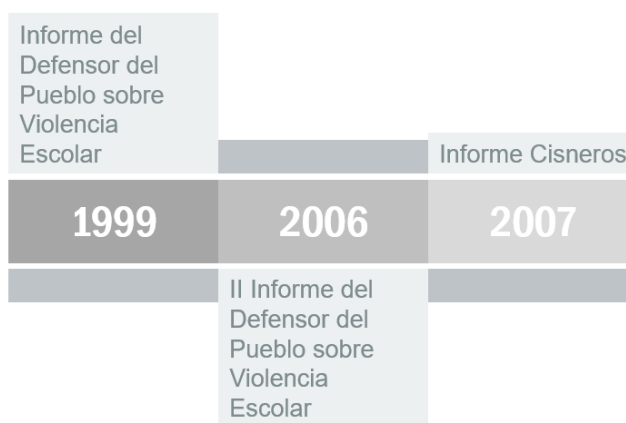 Informe del
Defensor del
Pueblo sobre
Violencia
Escolar
Informe Cisneros
1999
2006
2007
II Informe del
Defensor del
Pueblo sobre
Violencia
Escolar